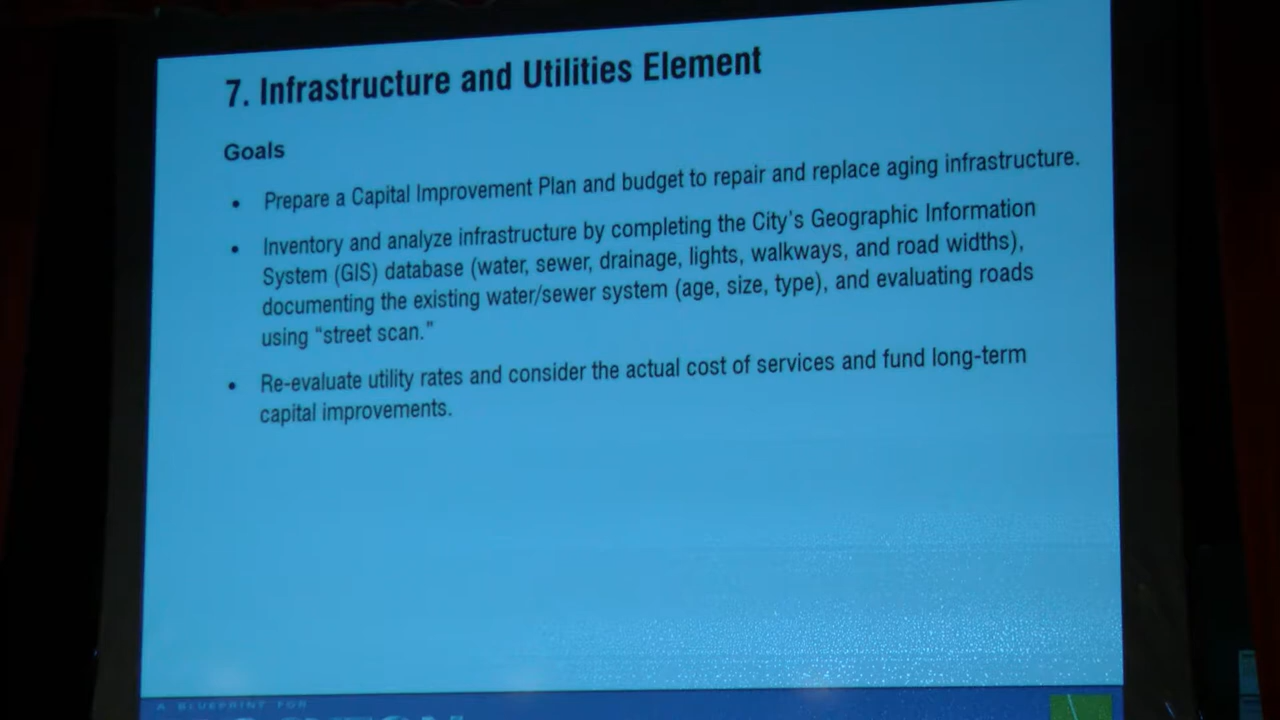 7. Infrastructure and Utilities Element
Goals
• Prepare a Capital Improvement Plan and budget to repair and replace aging infrastructure.
• Inventory and analyze infrastructure by completing the City’s Geographic Information
System (GIS) database (water, sewer, drainage, lights, walkways, and road widths),
documenting the existing water/sewer system (age, size, type), and evaluating roads
using “street scan.”
• Re-evaluate utility rates and consider the actual cost of services and fund long-term
capital improvements.
A BLUEPRINT FOR